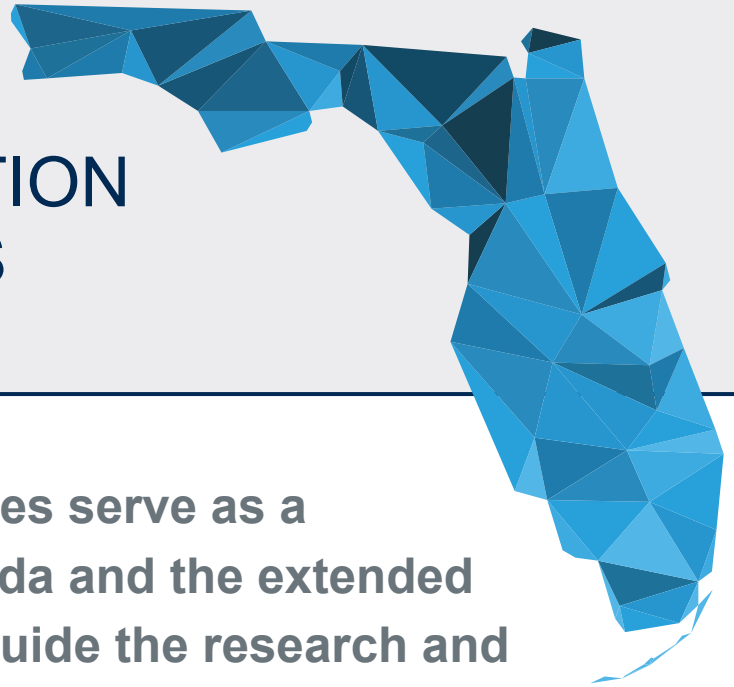 TION
S
es serve as a
da and the extended
uide the research and